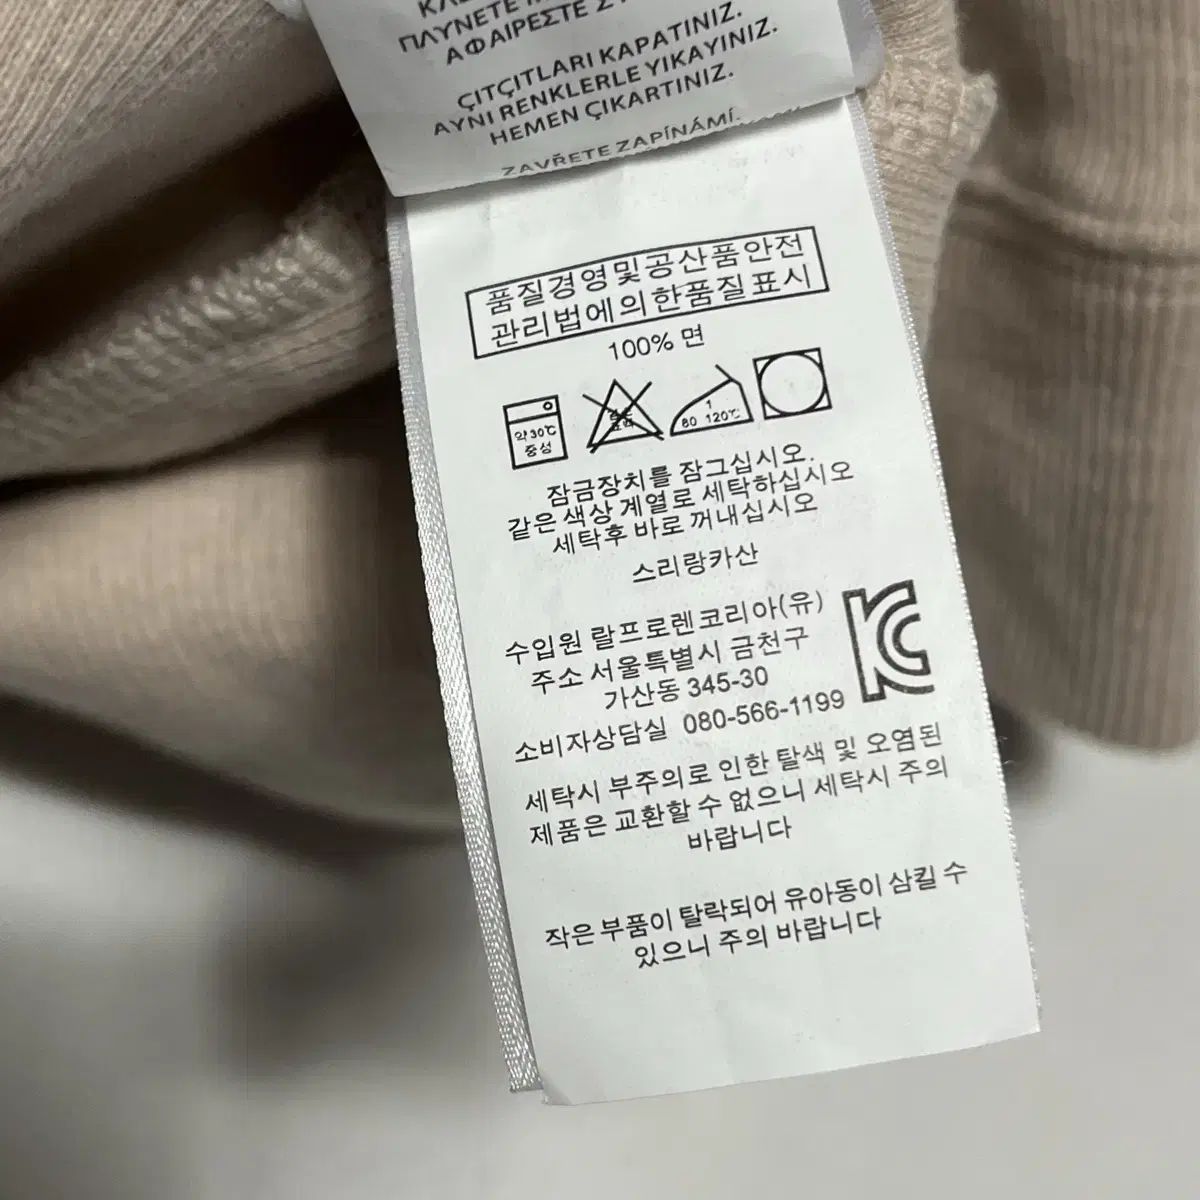 ΠΛΥΝΕΤΕ
ΑΦΑΙΡΕΣΤΕ
ÇITÇITLARI KAPATINIZ.
AYNI RENKLERLE YIKAYINIZ.
HEMEN ÇIKARTINIZ.
ZAVŘETE ZAPÍNÁMÍ.
품질경영및공산품안전
관리법에의한품질표시
100% 면
약30℃
중성
1
80 120℃
잠금장치를 잠그십시오.
같은 색상 계열로 세탁하십시오
세탁후 바로 꺼내십시오
스리랑카산
수입원 랄프로렌코리아(유)
주소 서울특별시 금천구
가산동 345-30
소비자상담실 080-566-1199
세탁시 부주의로 인한 탈색 및 오염된
제품은 교환할 수 없으니 세탁시 주의
바랍니다
작은 부품이 탈락되어 유아동이 삼킬 수
있으니 주의 바랍니다